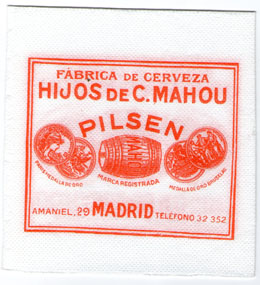 FÁBRICA DE CERVEZA
HIJOS DE C. MAHOU
PILSEN
MAHOU
MARCA REGISTRADA
MEDALLA DE ORO BRUSELAS
AMANIEL, 29 MADRID TELÉFONO 32 352